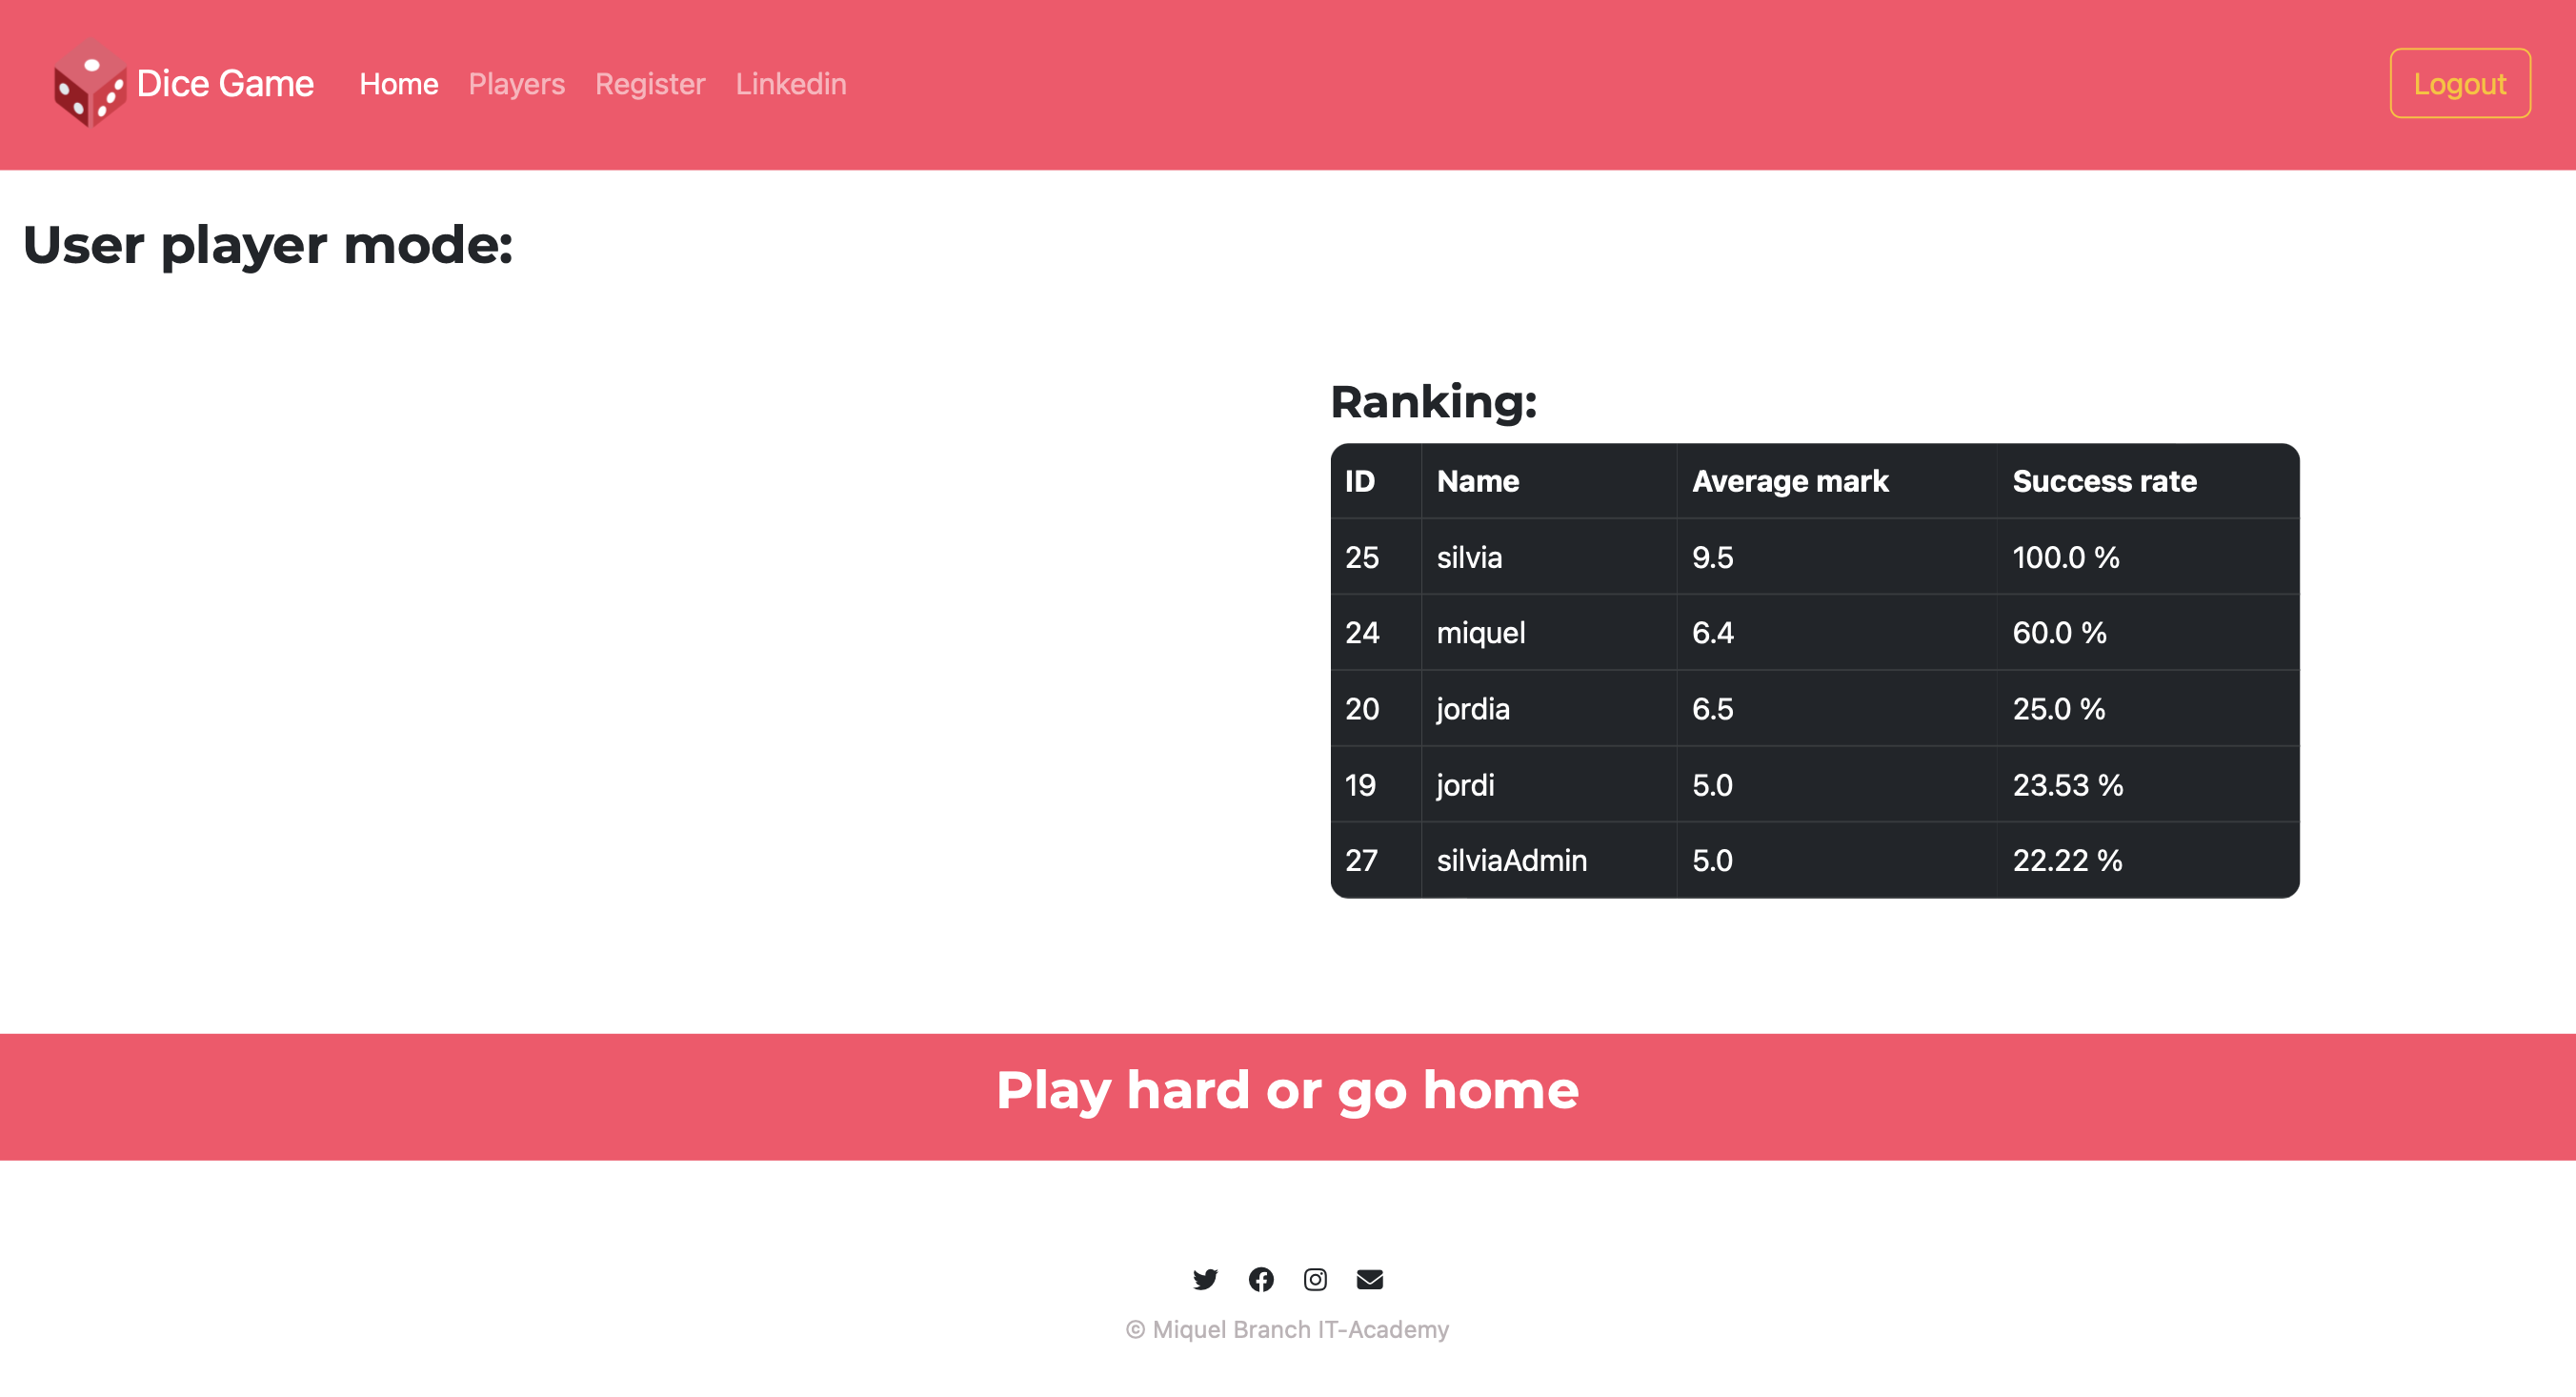 Dice Game Home Players Register Linkedin Logout
User player mode:
Ranking:
ID Name Average mark Success rate
25 silvia 9.5 100.0 %
24 miquel 6.4 60.0 %
20 jordia 6.5 25.0 %
19 jordi 5.0 23.53 %
27 silviaAdmin 5.0 22.22 %
Play hard or go home
© Miquel Branch IT-Academy